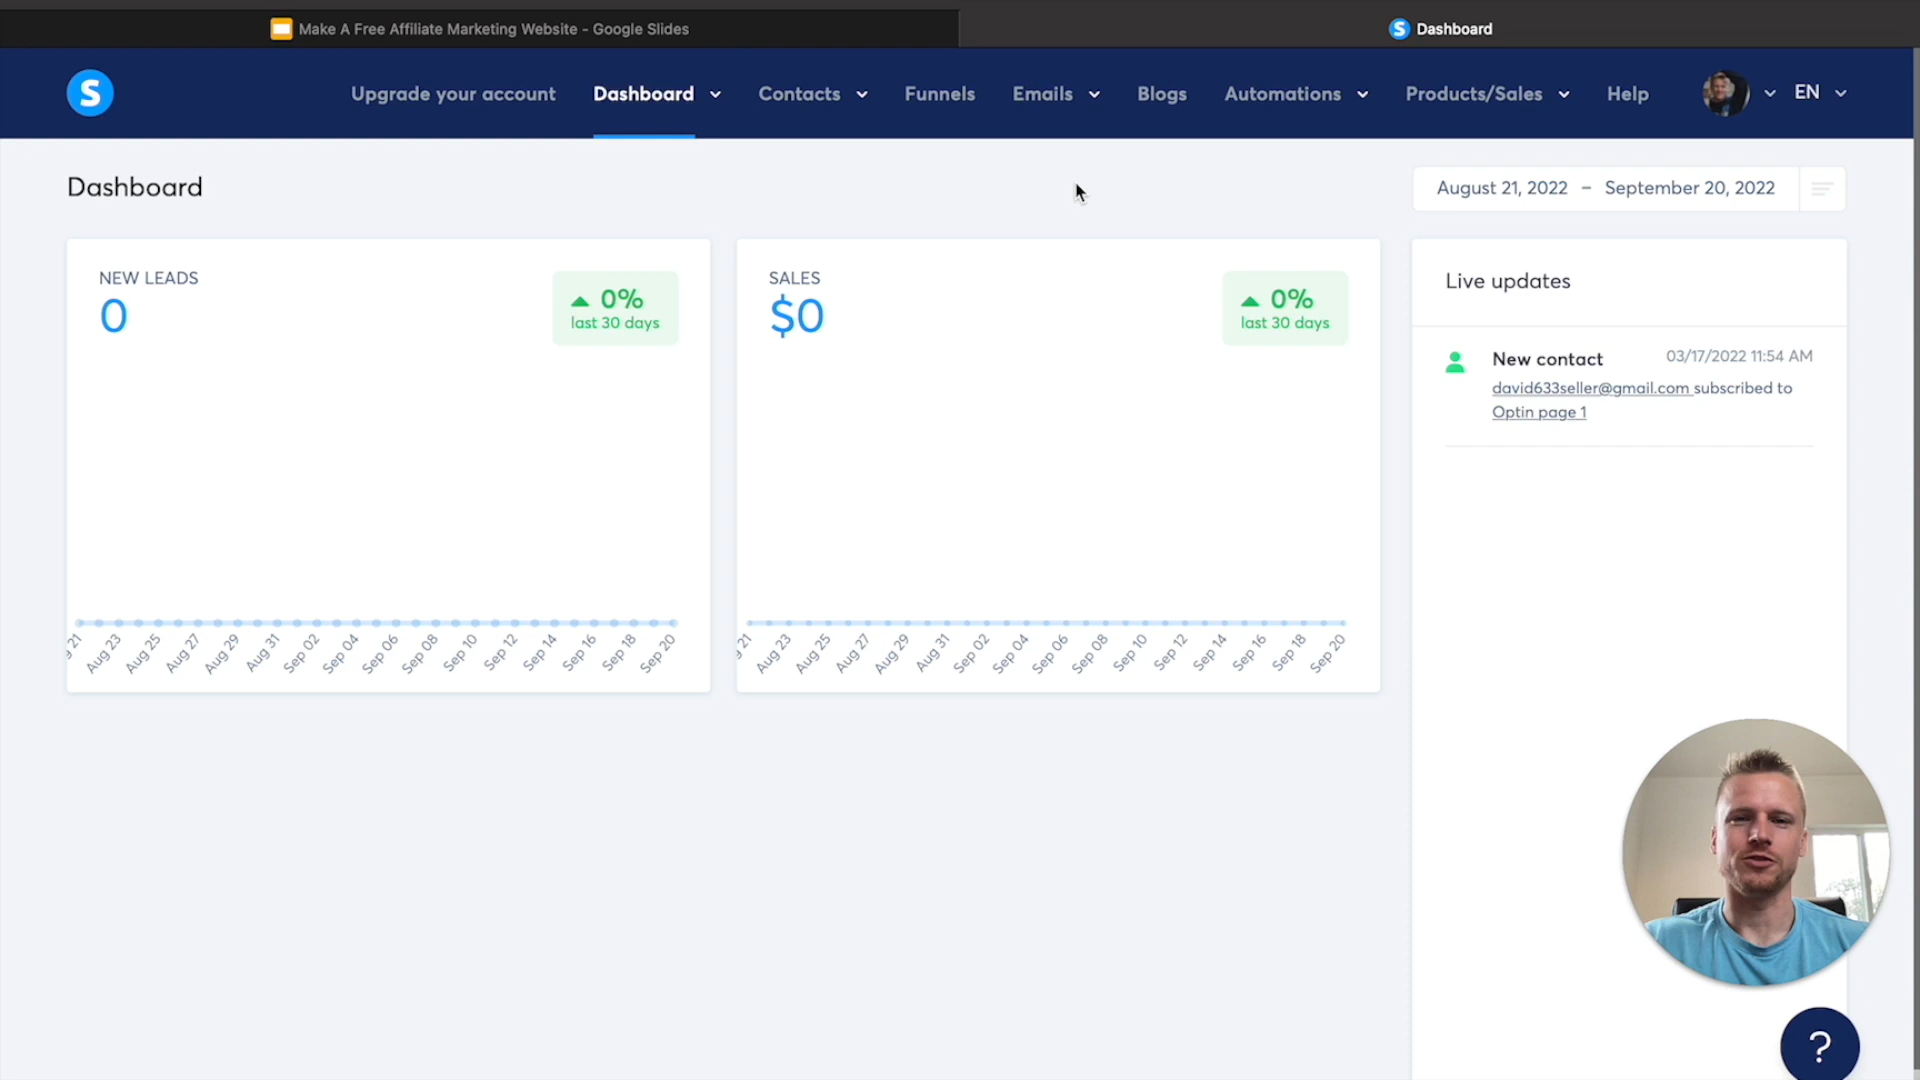 Make A Free Affiliate Marketing Website - Google Slides
S Dashboard
S
Upgrade your account
Dashboard
Contacts
Funnels
Emails
Blogs
Automations
Products/Sales
Help
EN
Dashboard
August 21, 2022 – September 20, 2022
NEW LEADS
0
0%
last 30 days
21 Aug 23 Aug 25 Aug 27 Aug 29 Aug 31 Sep 02 Sep 04 Sep 06 Sep 08 Sep 10 Sep 12 Sep 14 Sep 16 Sep 18 Sep 20
SALES
$0
0%
last 30 days
21 Aug 23 Aug 25 Aug 27 Aug 29 Aug 31 Sep 02 Sep 04 Sep 06 Sep 08 Sep 10 Sep 12 Sep 14 Sep 16 Sep 18 Sep 20
Live updates
New contact 03/17/2022 11:54 AM
david633seller@gmail.com subscribed to
Optin page 1
?